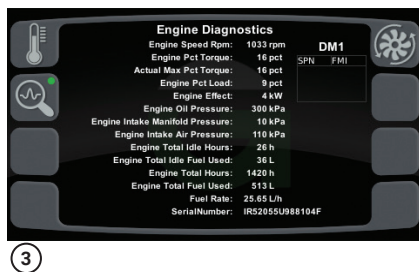 Engine Diagnostics
Engine Speed Rpm: 1033 rpm
Engine Pct Torque: 16 pct
Actual Max Pct Torque: 16 pct
Engine Pct Load: 9 pct
Engine Effect: 4 kW
Engine Oil Pressure: 300 kPa
Engine Intake Manifold Pressure: 10 kPa
Engine Intake Air Pressure: 110 kPa
Engine Total Idle Hours: 26 h
Engine Total Idle Fuel Used: 36 L
Engine Total Hours: 1420 h
Engine Total Fuel Used: 513 L
Fuel Rate: 25.65 L/h
SerialNumber: IR52055U988104F
DM1
SPN FMI
3